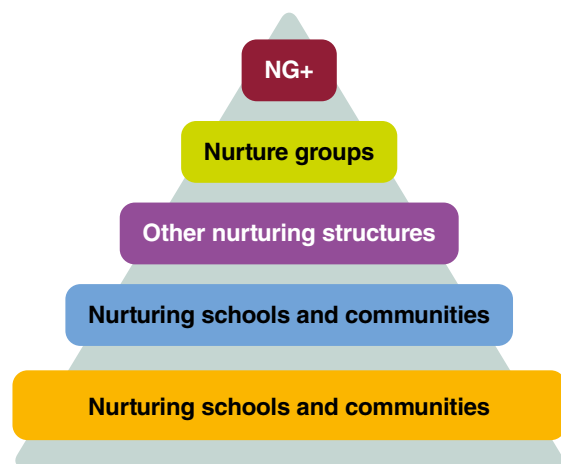 NG+
Nurture groups
Other nurturing structures
Nurturing schools and communities
Nurturing schools and communities